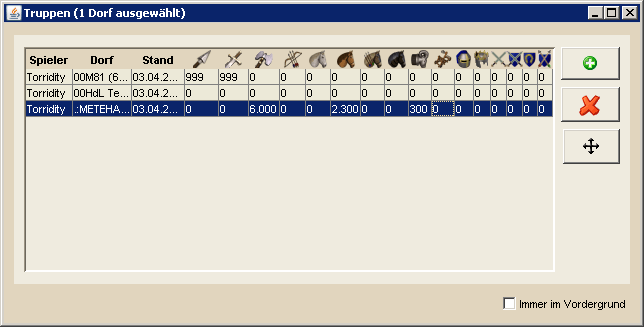 Truppen (1 Dorf ausgewählt)
Spieler Dorf Stand
Torridity 00M81 (6... 03.04.2... 999 999 0 0 0 0 0 0 0 0 0 0 0 0 0 0
Torridity 00HdL Te... 03.04.2... 0 0 0 0 0 0 0 0 0 0 0 0 0 0 0 0
Torridity .:METEHA... 03.04.2... 0 0 6.000 0 0 2.300 0 0 300 0 0 0 0 0 0 0
Immer im Vordergrund